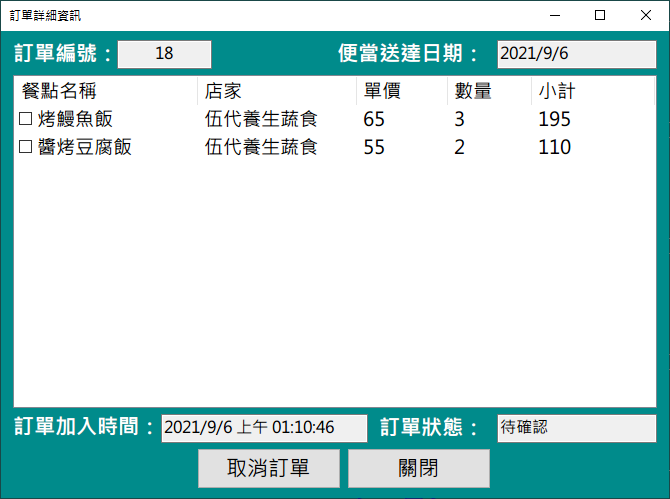 訂單詳細資訊
訂單編號： 18 便當送達日期： 2021/9/6
餐點名稱 店家 單價 數量 小計
烤鰻魚飯 伍代養生蔬食 65 3 195
醬烤豆腐飯 伍代養生蔬食 55 2 110
訂單加入時間： 2021/9/6 上午 01:10:46 訂單狀態： 待確認
取消訂單 關閉